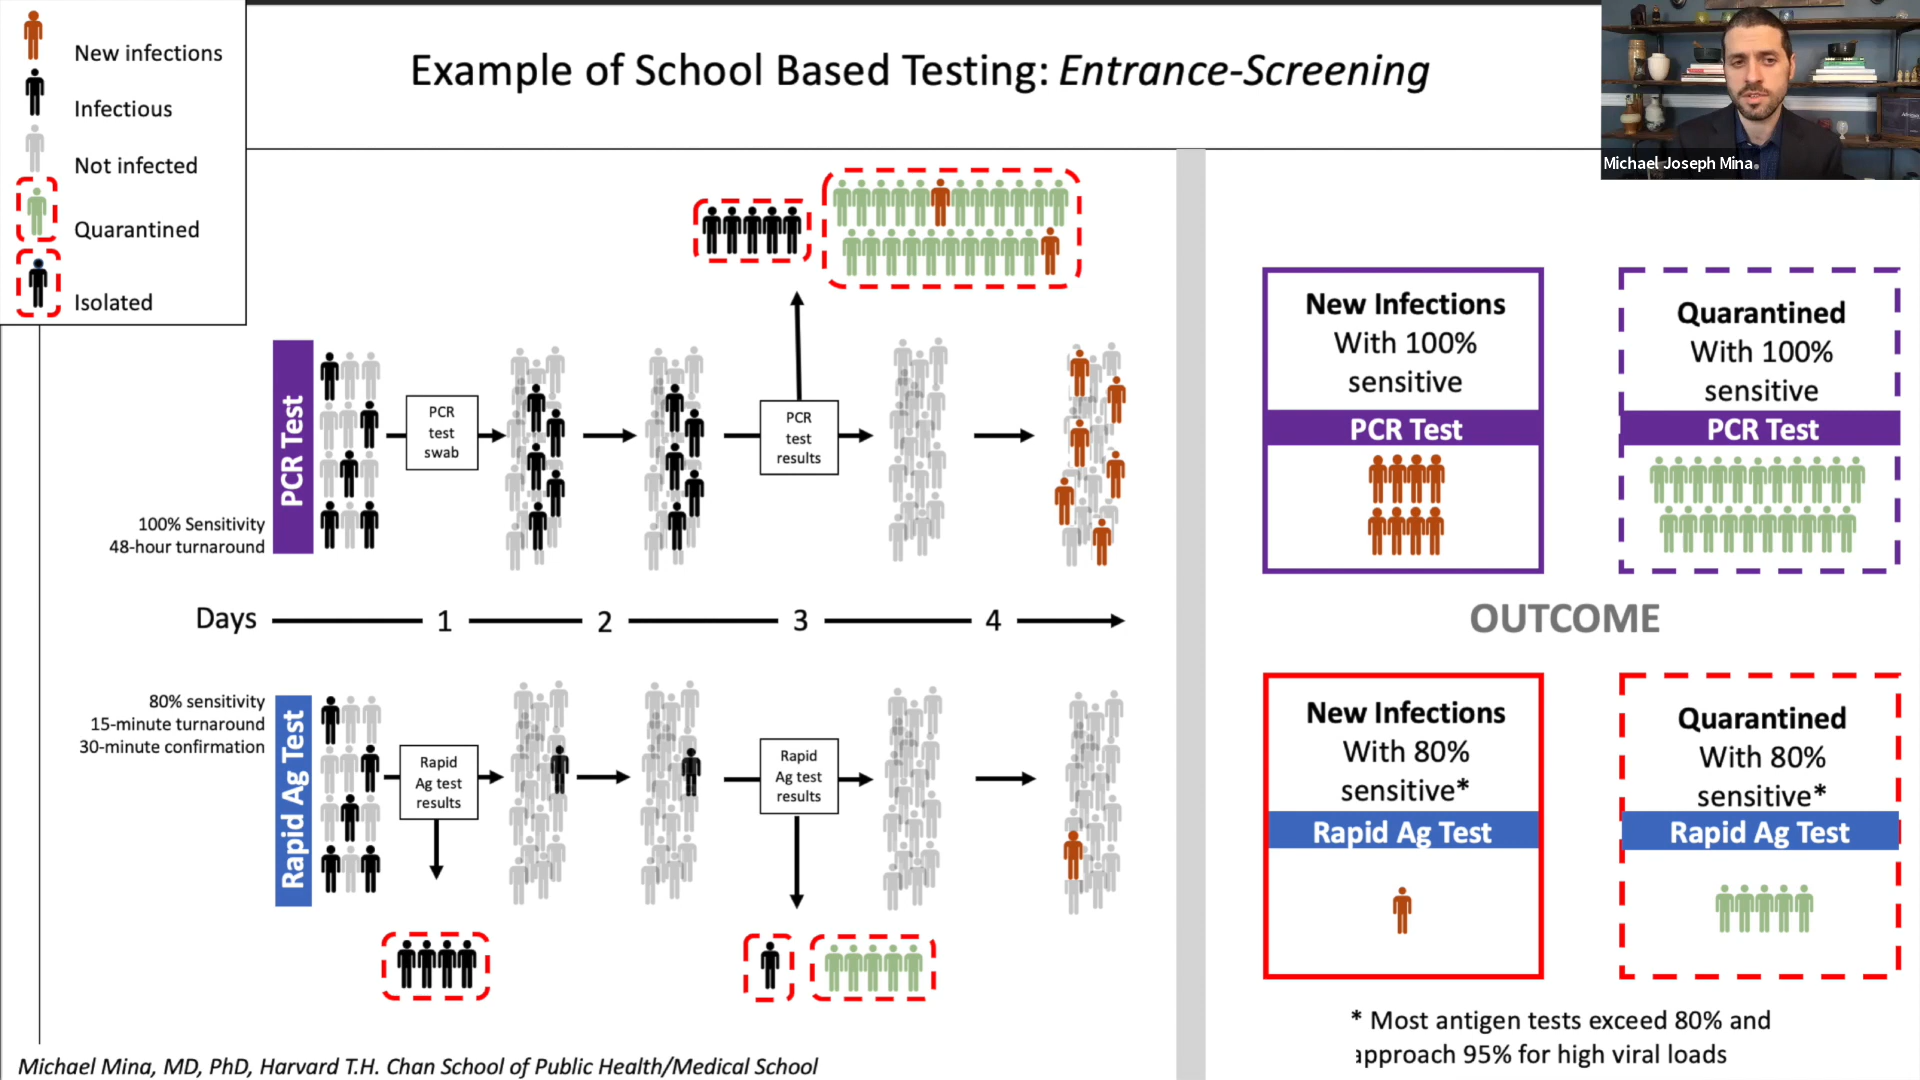 New infections
Infectious
Not infected
Quarantined
Isolated
Example of School Based Testing: Entrance-Screening
Michael Joseph Mina
PCR Test
100% Sensitivity
48-hour turnaround
PCR
test
swab
PCR
test
results
Days
1
2
3
4
80% sensitivity
15-minute turnaround
30-minute confirmation
Rapid Ag Test
Rapid
Ag test
results
Rapid
Ag test
results
New Infections
With 100%
sensitive
PCR Test
Quarantined
With 100%
sensitive
PCR Test
OUTCOME
New Infections
With 80%
sensitive*
Rapid Ag Test
Quarantined
With 80%
sensitive*
Rapid Ag Test
* Most antigen tests exceed 80% and
approach 95% for high viral loads
Michael Mina, MD, PhD, Harvard T.H. Chan School of Public Health/Medical School